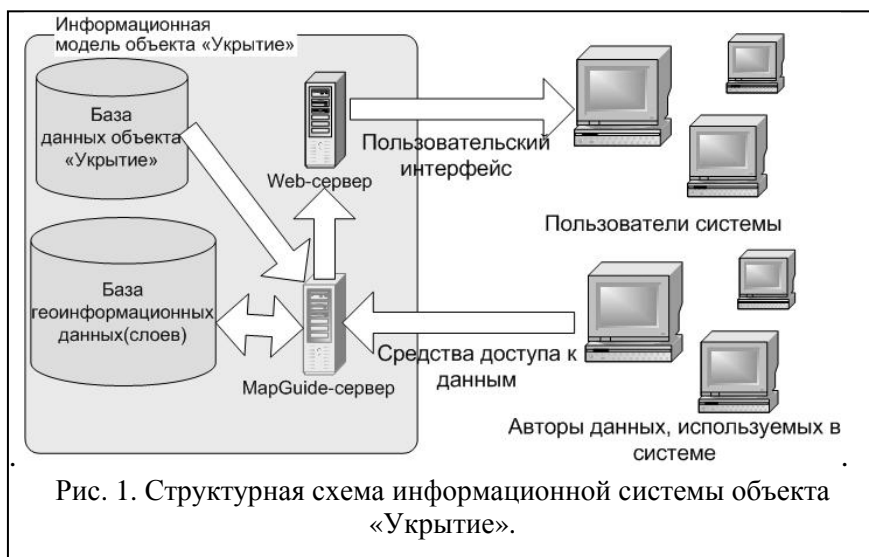 Информационная
модель объекта «Укрытие»
База
данных объекта
«Укрытие»
Web-сервер
Пользовательский
интерфейс
Пользователи системы
База
геоинформационных
данных(слоев)
MapGuide-сервер
Средства доступа к
данным
Авторы данных, используемых в
системе
.
.
Рис. 1. Структурная схема информационной системы объекта
«Укрытие».